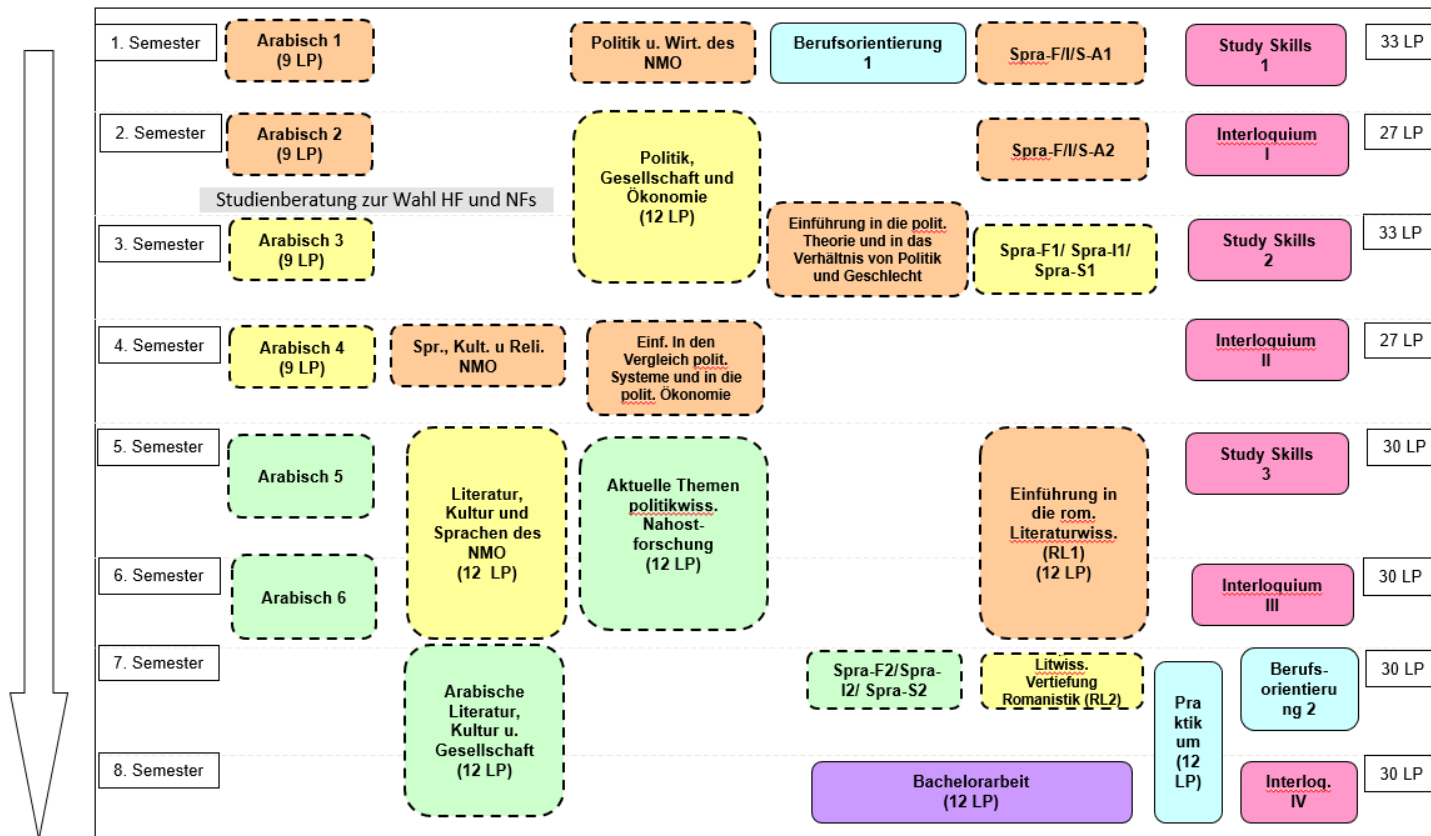 1. Semester
Arabisch 1
(9 LP)
Politik u. Wirt. des
NMO
Berufsorientierung
1
Spra-F/I/S-A1
Study Skills
1
33 LP
2. Semester
Arabisch 2
(9 LP)
Politik,
Gesellschaft und
Ökonomie
(12 LP)
Spra-F/I/S-A2
Interloquium
I
27 LP
Studienberatung zur Wahl HF und NFs
3. Semester
Arabisch 3
(9 LP)
Einführung in die polit.
Theorie und in das
Verhältnis von Politik
und Geschlecht
Spra-F1/ Spra-I1/
Spra-S1
Study Skills
2
33 LP
4. Semester
Arabisch 4
(9 LP)
Spr., Kult. u Reli.
NMO
Einf. In den
Vergleich polit.
Systeme und in die
polit. Ökonomie
Interloquium
II
27 LP
5. Semester
Arabisch 5
Literatur,
Kultur und
Sprachen des
NMO
(12 LP)
Aktuelle Themen
politikwiss.
Nahost-
forschung
(12 LP)
Einführung in
die rom.
Literaturwiss.
(RL1)
(12 LP)
Study Skills
3
30 LP
6. Semester
Arabisch 6
Interloquium
III
30 LP
7. Semester
Arabische
Literatur,
Kultur u.
Gesellschaft
(12 LP)
Spra-F2/Spra-
I2/ Spra-S2
Litwiss.
Vertiefung
Romanistik (RL2)
Pra
ktik
um
(12
LP)
Berufs-
orientieru
ng 2
30 LP
8. Semester
Bachelorarbeit
(12 LP)
Interloq.
IV
30 LP